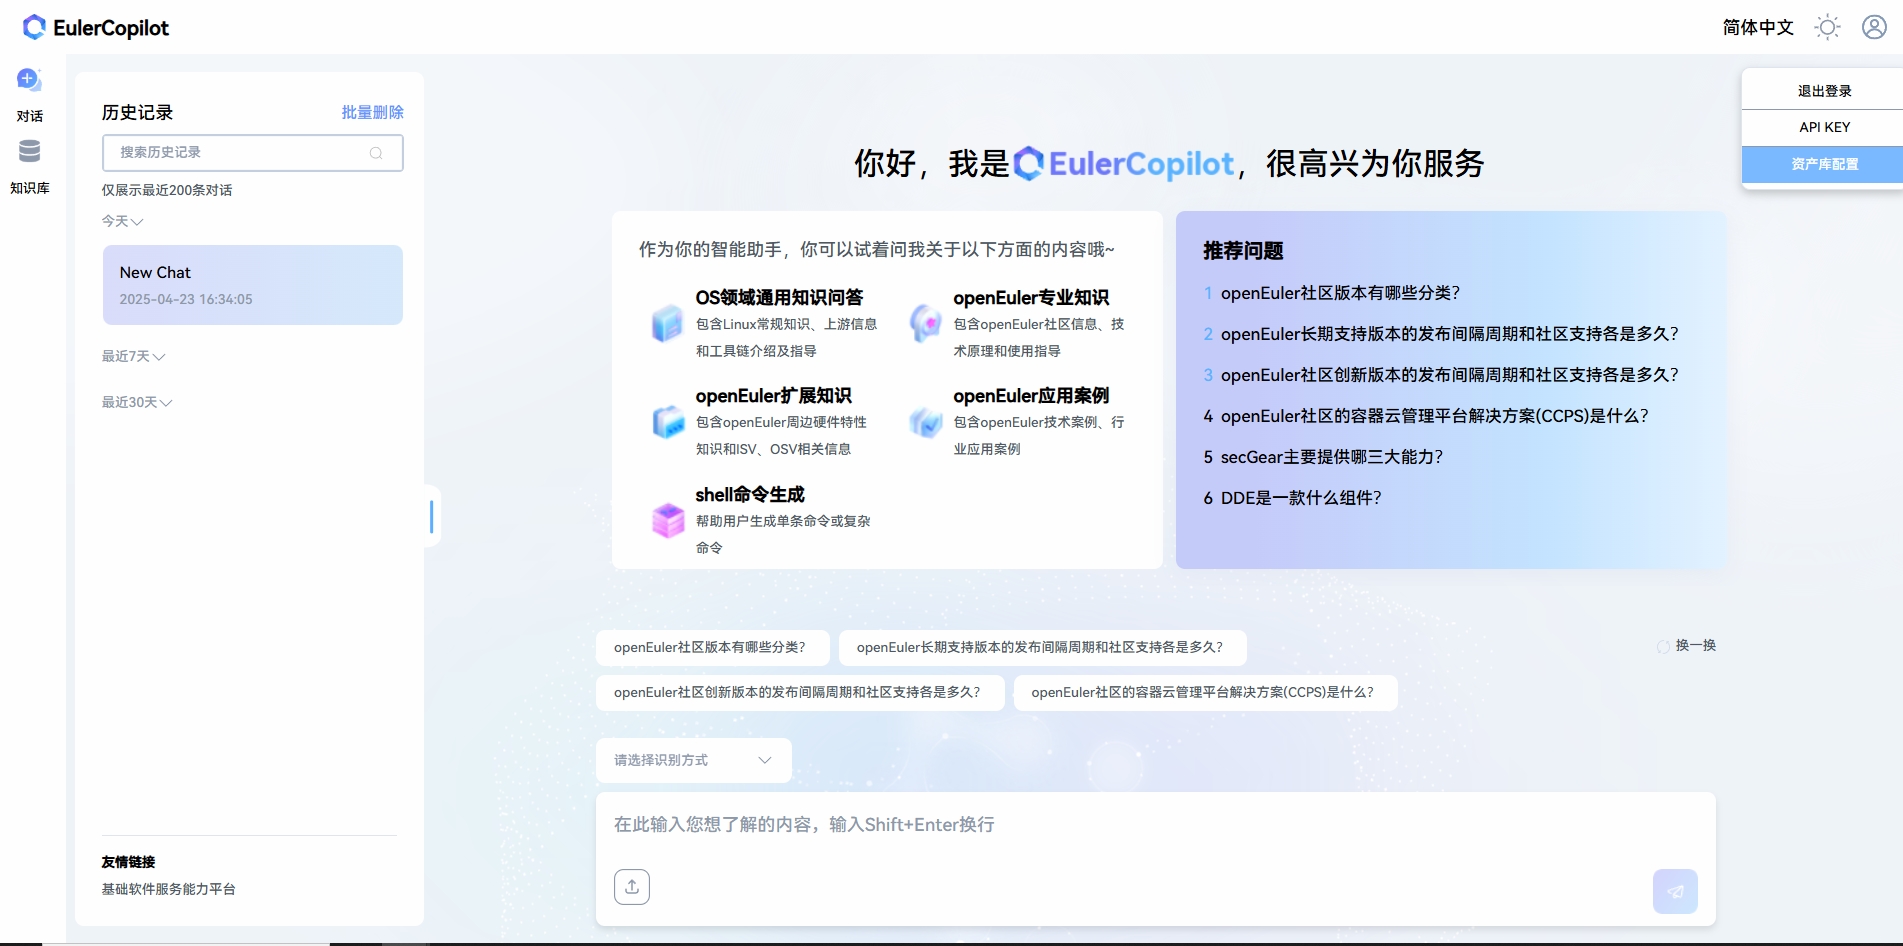 EulerCopilot
简体中文
对话
知识库
历史记录
批量删除
搜索历史记录
仅展示最近200条对话
今天
New Chat
2025-04-23 16:34:05
最近7天
最近30天
友情链接
基础软件服务能力平台
退出登录
API KEY
资产库配置
你好，我是EulerCopilot，很高兴为你服务
作为你的智能助手，你可以试着问我关于以下方面的内容哦~
OS领域通用知识问答
包含Linux常规知识、上游信息
和工具链介绍及指导
openEuler专业知识
包含openEuler社区信息、技
术原理和使用指导
openEuler扩展知识
包含openEuler周边硬件特性
知识和ISV、OSV相关信息
openEuler应用案例
包含openEuler技术案例、行
业应用案例
shell命令生成
帮助用户生成单条命令或复杂
命令
推荐问题
1 openEuler社区版本有哪些分类？
2 openEuler长期支持版本的发布间隔周期和社区支持各是多久？
3 openEuler社区创新版本的发布间隔周期和社区支持各是多久？
4 openEuler社区的容器云管理平台解决方案(CCPS)是什么？
5 secGear主要提供哪三大能力？
6 DDE是一款什么组件？
openEuler社区版本有哪些分类？
openEuler长期支持版本的发布间隔周期和社区支持各是多久？
换一换
openEuler社区创新版本的发布间隔周期和社区支持各是多久？
openEuler社区的容器云管理平台解决方案(CCPS)是什么？
请选择识别方式
在此输入您想了解的内容，输入Shift+Enter换行